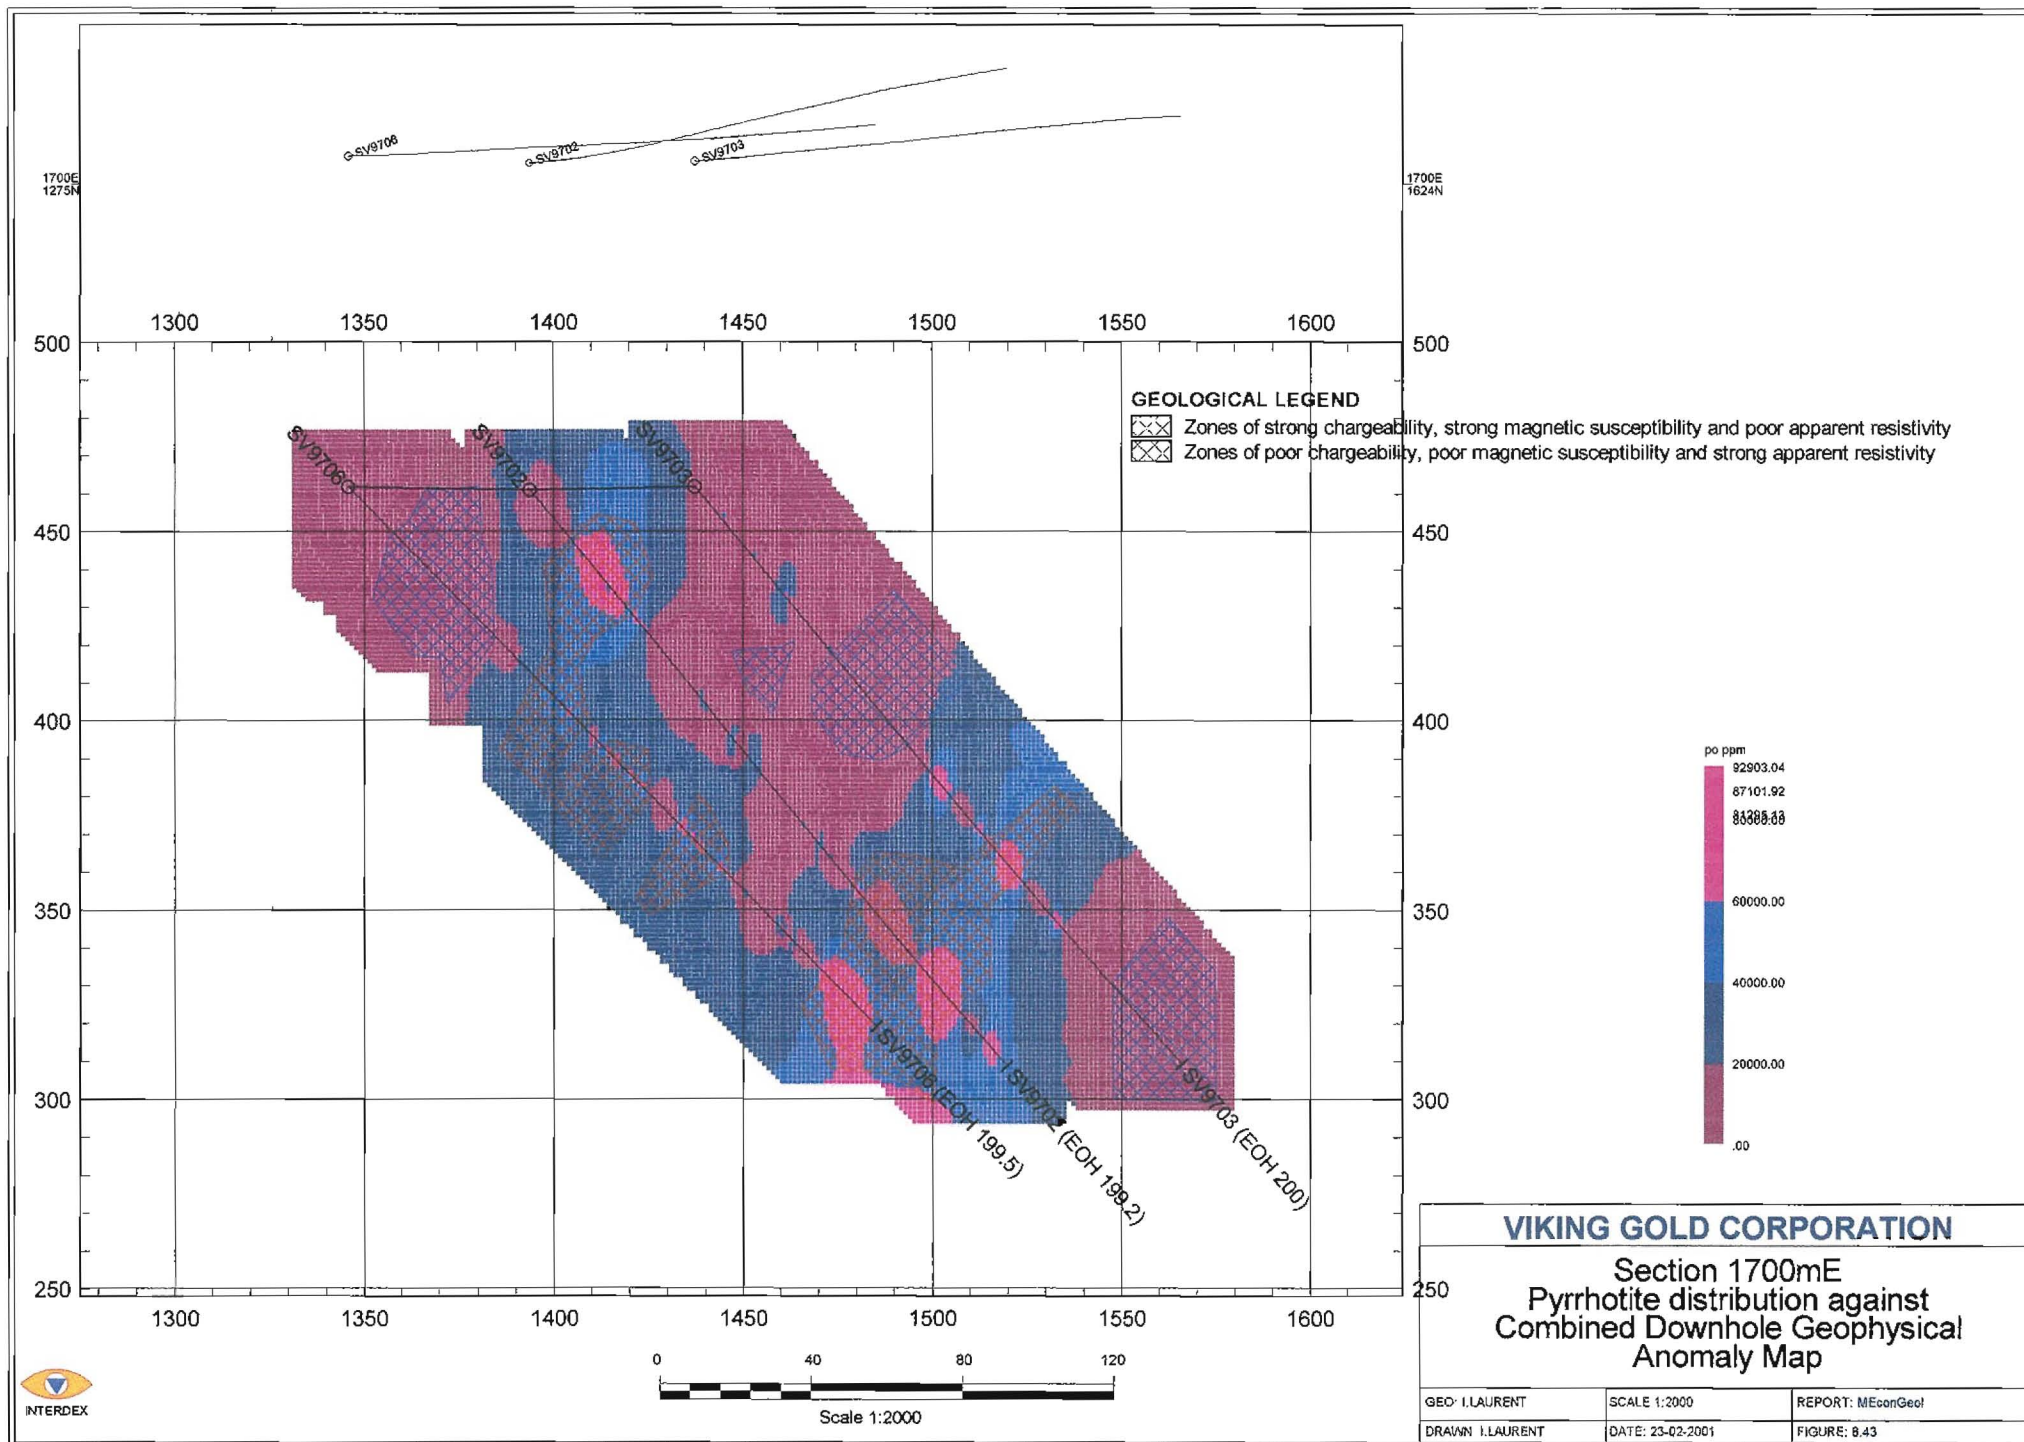 SV9706
SV9702
SV9703
1700E
1275N
1700E
1624N
1300 1350 1400 1450 1500 1550 1600
500 500
GEOLOGICAL LEGEND
Zones of strong chargeability, strong magnetic susceptibility and poor apparent resistivity
Zones of poor chargeability, poor magnetic susceptibility and strong apparent resistivity
SV9706
SV9702
SV9703
450 450
400 400
350 350
300 300
250 250
SV9706 (EOH 199.5)
SV9702 (EOH 199.2)
SV9703 (EOH 200)
1300 1350 1400 1450 1500 1550 1600
po ppm
92903.04
87101.92
80000.00
60000.00
40000.00
20000.00
.00
0 40 80 120
Scale 1:2000
INTERDEX
VIKING GOLD CORPORATION
Section 1700mE
Pyrrhotite distribution against
Combined Downhole Geophysical
Anomaly Map
GEO: I.LAURENT SCALE 1:2000 REPORT: MEconGeol
DRAWN I.LAURENT DATE: 23-02-2001 FIGURE: 8.43